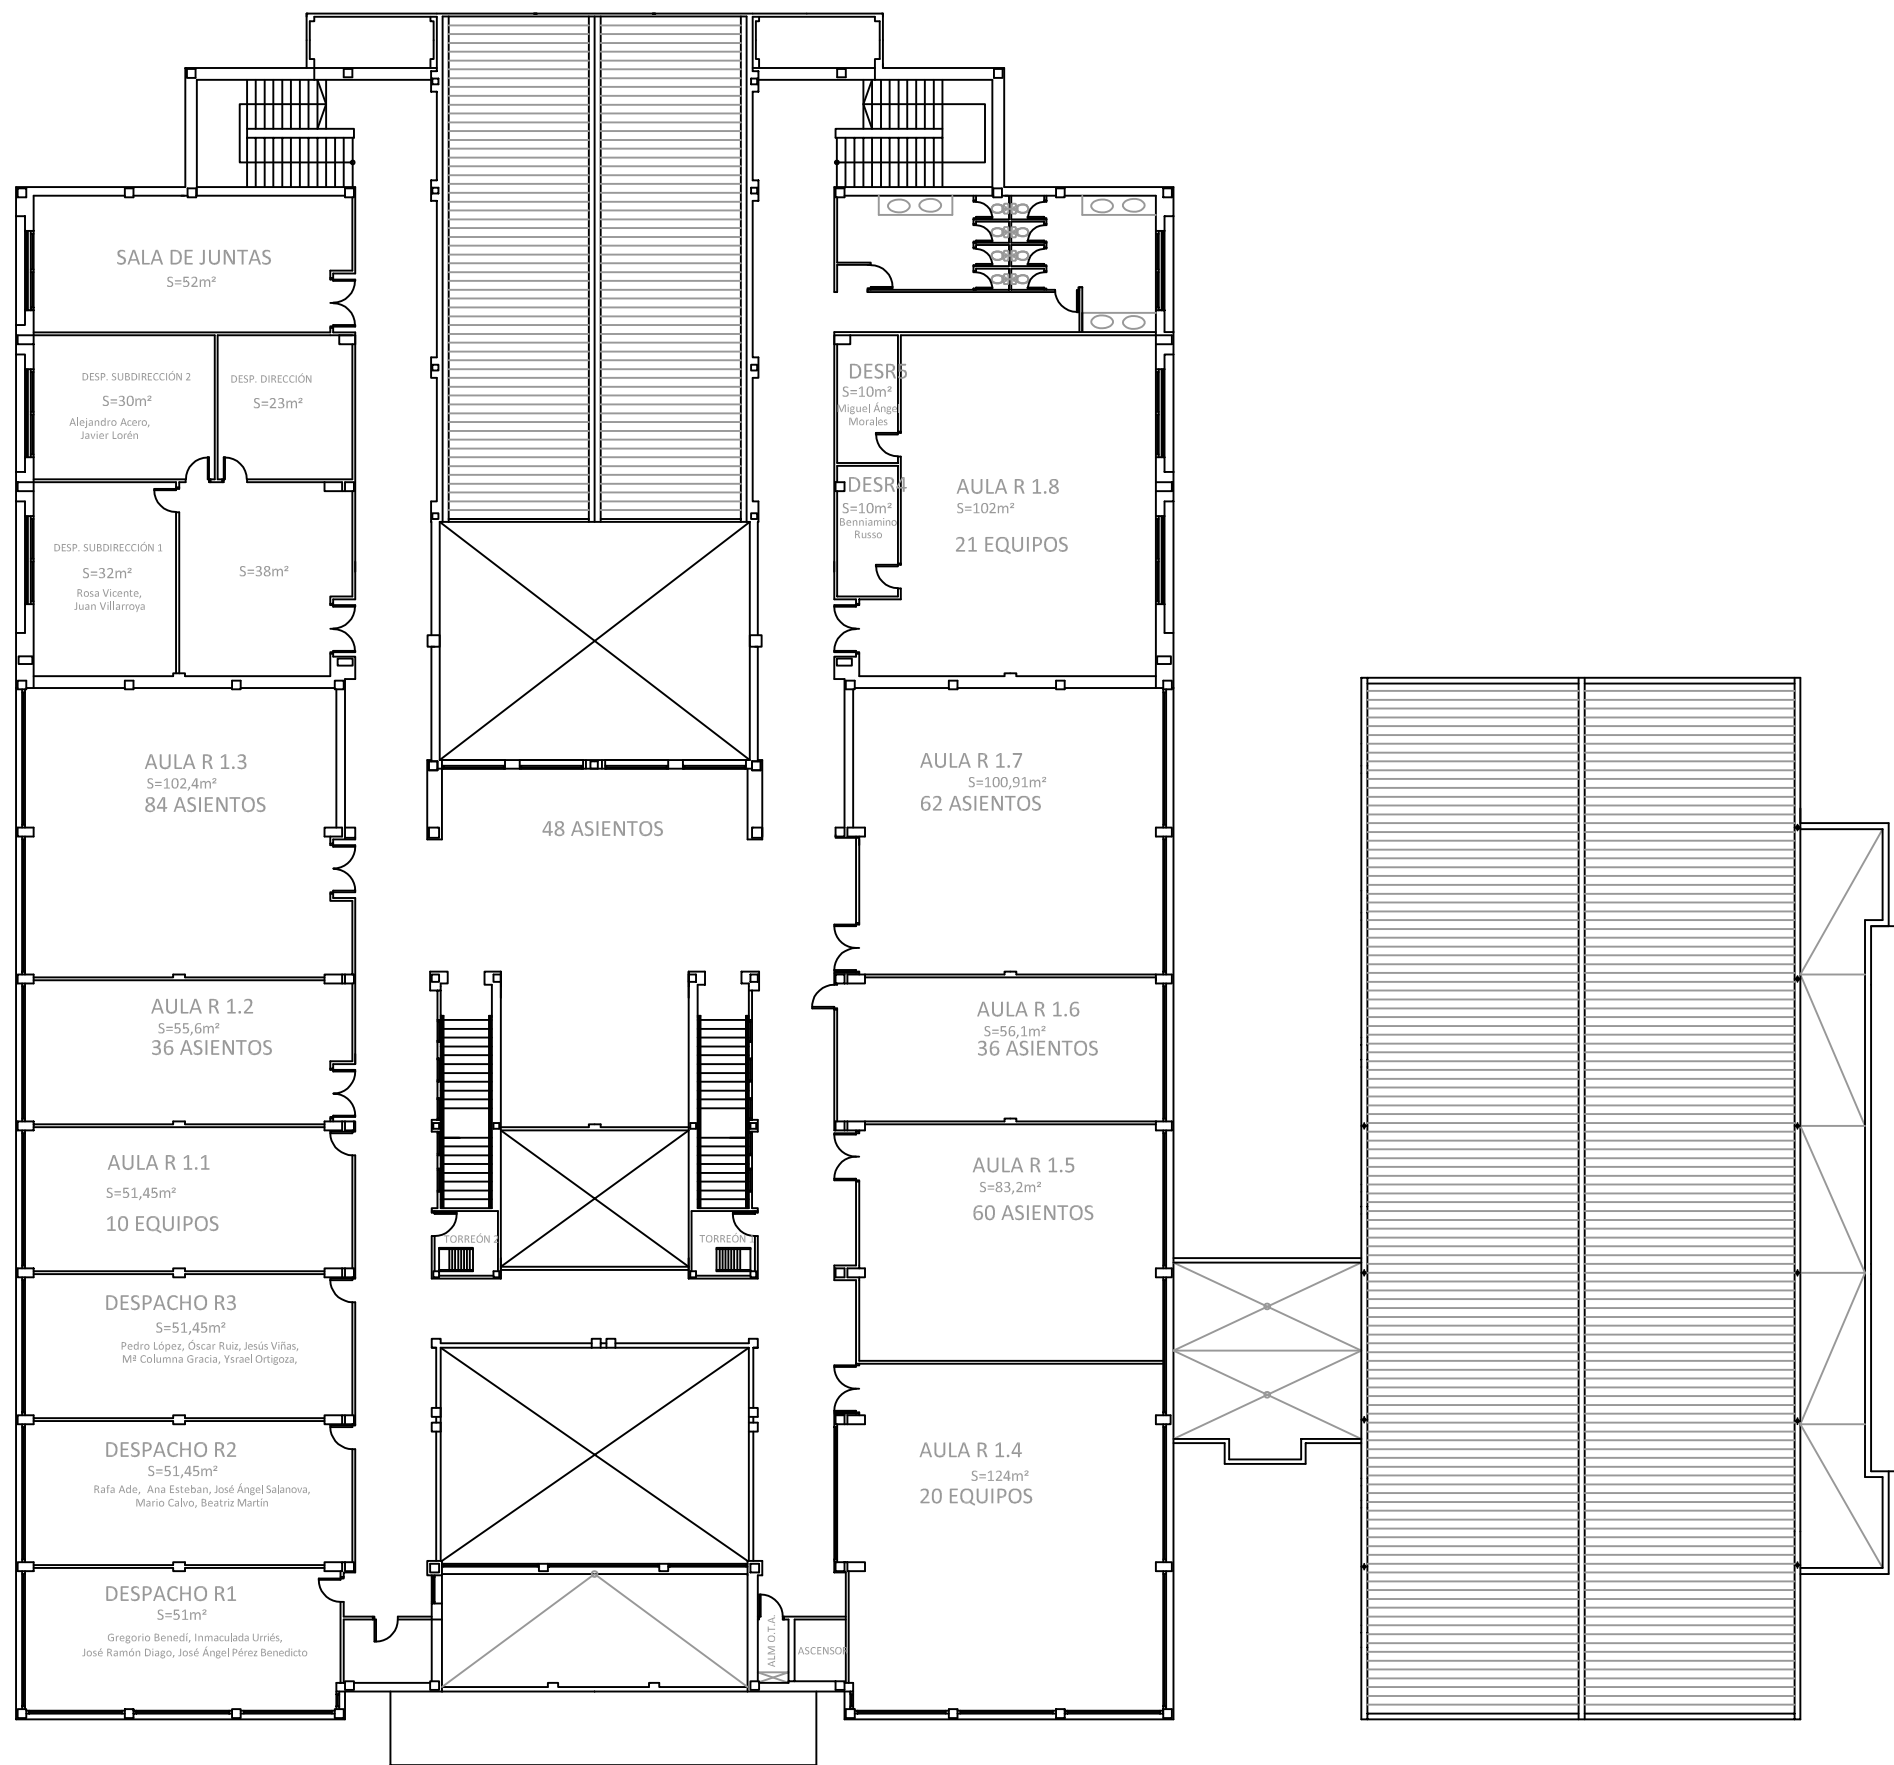 SALA DE JUNTAS
S=52m²
DESP. SUBDIRECCIÓN 2
S=30m²
Alejandro Acero,
Javier Lorén
DESP. DIRECCIÓN
S=23m²
DESP. SUBDIRECCIÓN 1
S=32m²
Rosa Vicente,
Juan Villarroya
S=38m²
AULA R 1.3
S=102,4m²
84 ASIENTOS
AULA R 1.2
S=55,6m²
36 ASIENTOS
AULA R 1.1
S=51,45m²
10 EQUIPOS
DESPACHO R3
S=51,45m²
Pedro López, Óscar Ruiz, Jesús Viñas,
Mª Columna Gracia, Ysrael Ortigoza,
DESPACHO R2
S=51,45m²
Rafa Ade, Ana Esteban, José Ángel Salanova,
Mario Calvo, Beatriz Martín
DESPACHO R1
S=51m²
Gregorio Benedí, Inmaculada Urriés,
José Ramón Diago, José Ángel Pérez Benedicto
48 ASIENTOS
TORREÓN 2
TORREÓN 1
ALM O.T.A.
ASCENSOR
DESR5
S=10m²
Miguel Ángel
Morales
DESR4
S=10m²
Benniamino
Russo
AULA R 1.8
S=102m²
21 EQUIPOS
AULA R 1.7
S=100,91m²
62 ASIENTOS
AULA R 1.6
S=56,1m²
36 ASIENTOS
AULA R 1.5
S=83,2m²
60 ASIENTOS
AULA R 1.4
S=124m²
20 EQUIPOS